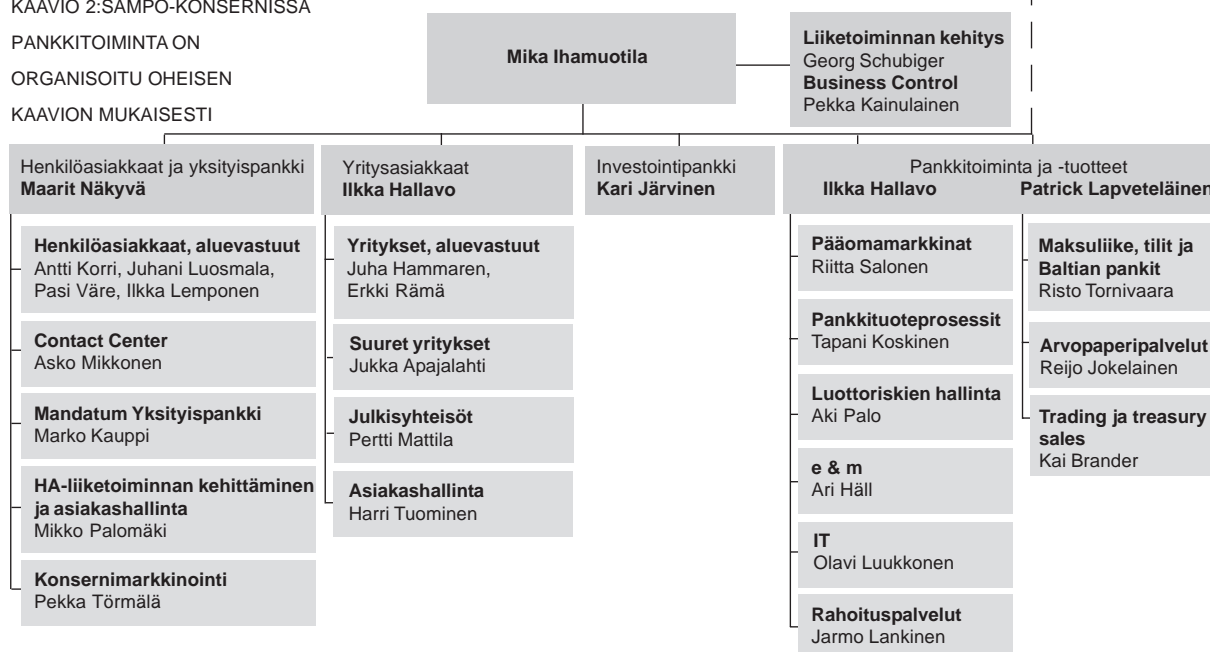 KAAVIO 2:SAMPO-KONSERNISSA
PANKKITOIMINTA ON
ORGANISOITU OHEISEN
KAAVION MUKAISESTI
Mika Ihamuotila
Liiketoiminnan kehitys
Georg Schubiger
Business Control
Pekka Kainulainen
Henkilöasiakkaat ja yksityispankki
Maarit Näkyvä
Henkilöasiakkaat, aluevastuut
Antti Korri, Juhani Luosmala,
Pasi Väre, Ilkka Lemponen
Contact Center
Asko Mikkonen
Mandatum Yksityispankki
Marko Kauppi
HA-liiketoiminnan kehittäminen
ja asiakashallinta
Mikko Palomäki
Konsernimarkkinointi
Pekka Törmälä
Yritysasiakkaat
Ilkka Hallavo
Yritykset, aluevastuut
Juha Hammaren,
Erkki Rämä
Suuret yritykset
Jukka Apajalahti
Julkisyhteisöt
Pertti Mattila
Asiakashallinta
Harri Tuominen
Investointipankki
Kari Järvinen
Pankkitoiminta ja -tuotteet
Ilkka Hallavo
Pääomamarkkinat
Riitta Salonen
Pankkituoteprosessit
Tapani Koskinen
Luottoriskien hallinta
Aki Palo
e & m
Ari Häll
IT
Olavi Luukkonen
Rahoituspalvelut
Jarmo Lankinen
Patrick Lapveteläinen
Maksuliike, tilit ja
Baltian pankit
Risto Tornivaara
Arvopaperipalvelut
Reijo Jokelainen
Trading ja treasury
sales
Kai Brander